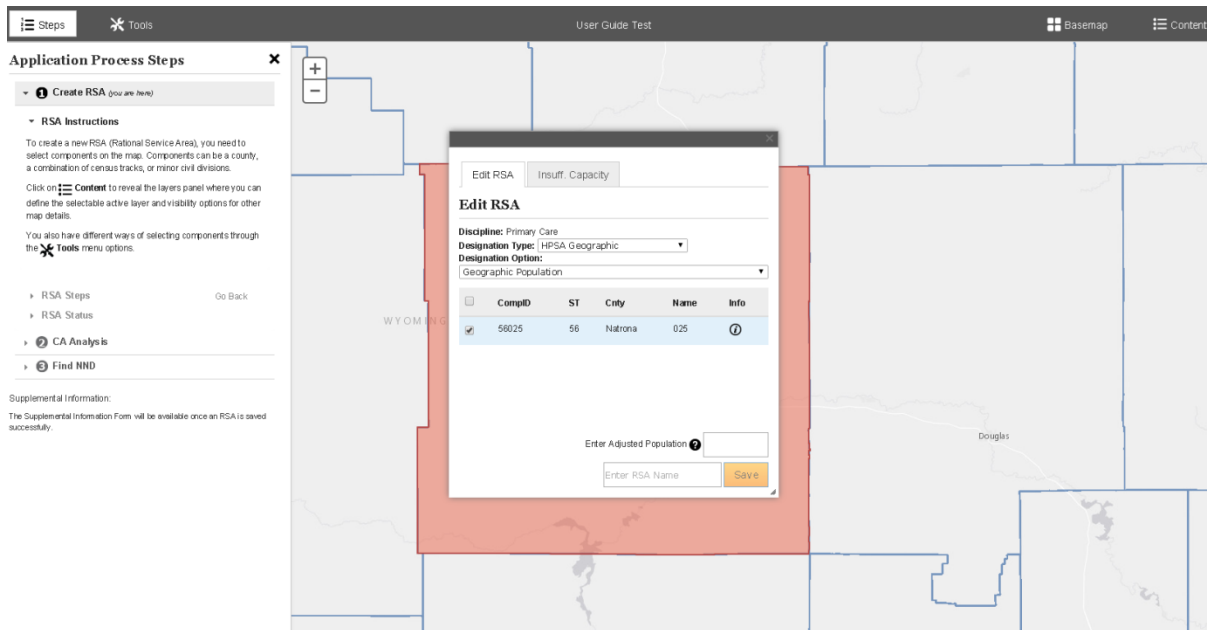 Steps
Tools
User Guide Test
Basemap
Content
Application Process Steps
1 Create RSA (you are here)
RSA Instructions
To create a new RSA (Rational Service Area), you need to
select components on the map. Components can be a county,
a combination of census tracks, or minor civil divisions.
Click on Content to reveal the layers panel where you can
define the selectable active layer and visibility options for other
map details.
You also have different ways of selecting components through
the Tools menu options.
RSA Steps
Go Back
RSA Status
2 CA Analysis
3 Find NND
Supplemental Information:
The Supplemental Information Form will be available once an RSA is saved
successfully.
+
−
WYOMING
Edit RSA
Insuff. Capacity
Edit RSA
Discipline: Primary Care
Designation Type: HPSA Geographic
Designation Option:
Geographic Population
CompID ST Cnty Name Info
56025 56 Natrona 025
Enter Adjusted Population ?
Enter RSA Name
Save
Douglas